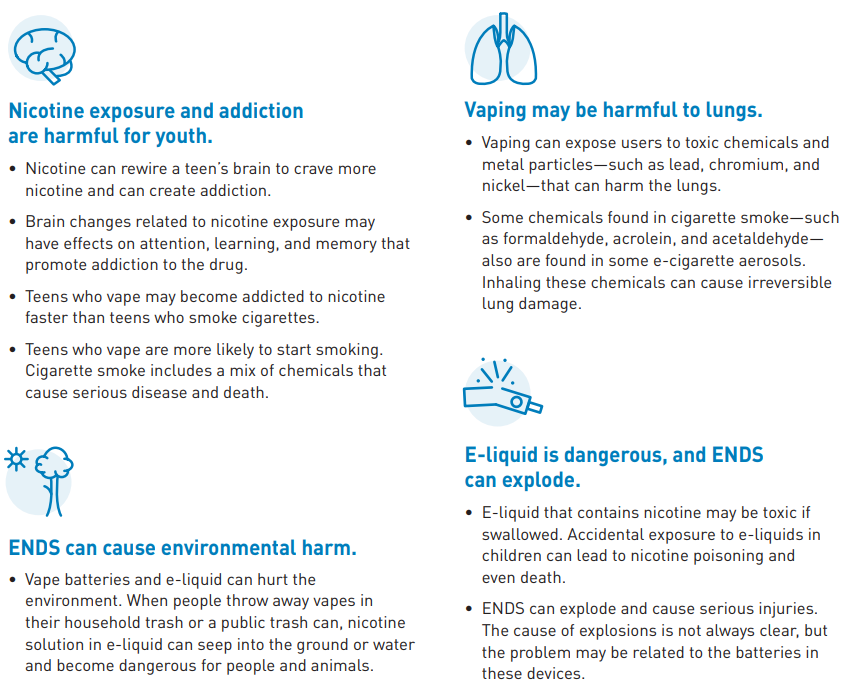 Nicotine exposure and addiction
are harmful for youth.
• Nicotine can rewire a teen's brain to crave more
nicotine and can create addiction.
• Brain changes related to nicotine exposure may
have effects on attention, learning, and memory that
promote addiction to the drug.
• Teens who vape may become addicted to nicotine
faster than teens who smoke cigarettes.
• Teens who vape are more likely to start smoking.
Cigarette smoke includes a mix of chemicals that
cause serious disease and death.
ENDS can cause environmental harm.
• Vape batteries and e-liquid can hurt the
environment. When people throw away vapes in
their household trash or a public trash can, nicotine
solution in e-liquid can seep into the ground or water
and become dangerous for people and animals.
Vaping may be harmful to lungs.
• Vaping can expose users to toxic chemicals and
metal particles—such as lead, chromium, and
nickel—that can harm the lungs.
• Some chemicals found in cigarette smoke—such
as formaldehyde, acrolein, and acetaldehyde—
also are found in some e-cigarette aerosols.
Inhaling these chemicals can cause irreversible
lung damage.
E-liquid is dangerous, and ENDS
can explode.
• E-liquid that contains nicotine may be toxic if
swallowed. Accidental exposure to e-liquids in
children can lead to nicotine poisoning and
even death.
• ENDS can explode and cause serious injuries.
The cause of explosions is not always clear, but
the problem may be related to the batteries in
these devices.